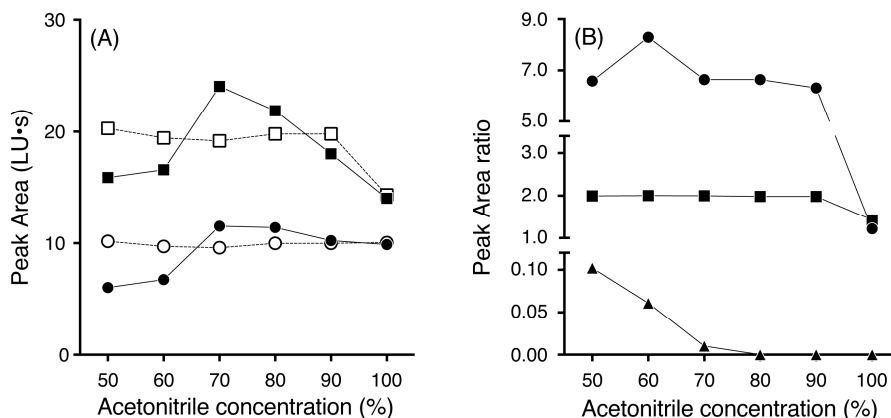 (A)
Peak Area (LU•s)
30
20
10
0
50 60 70 80 90 100
Acetonitrile concentration (%)
(B)
Peak Area ratio
9.0
7.0
5.0
3.0
2.0
1.0
0.10
0.05
0.00
50 60 70 80 90 100
Acetonitrile concentration (%)